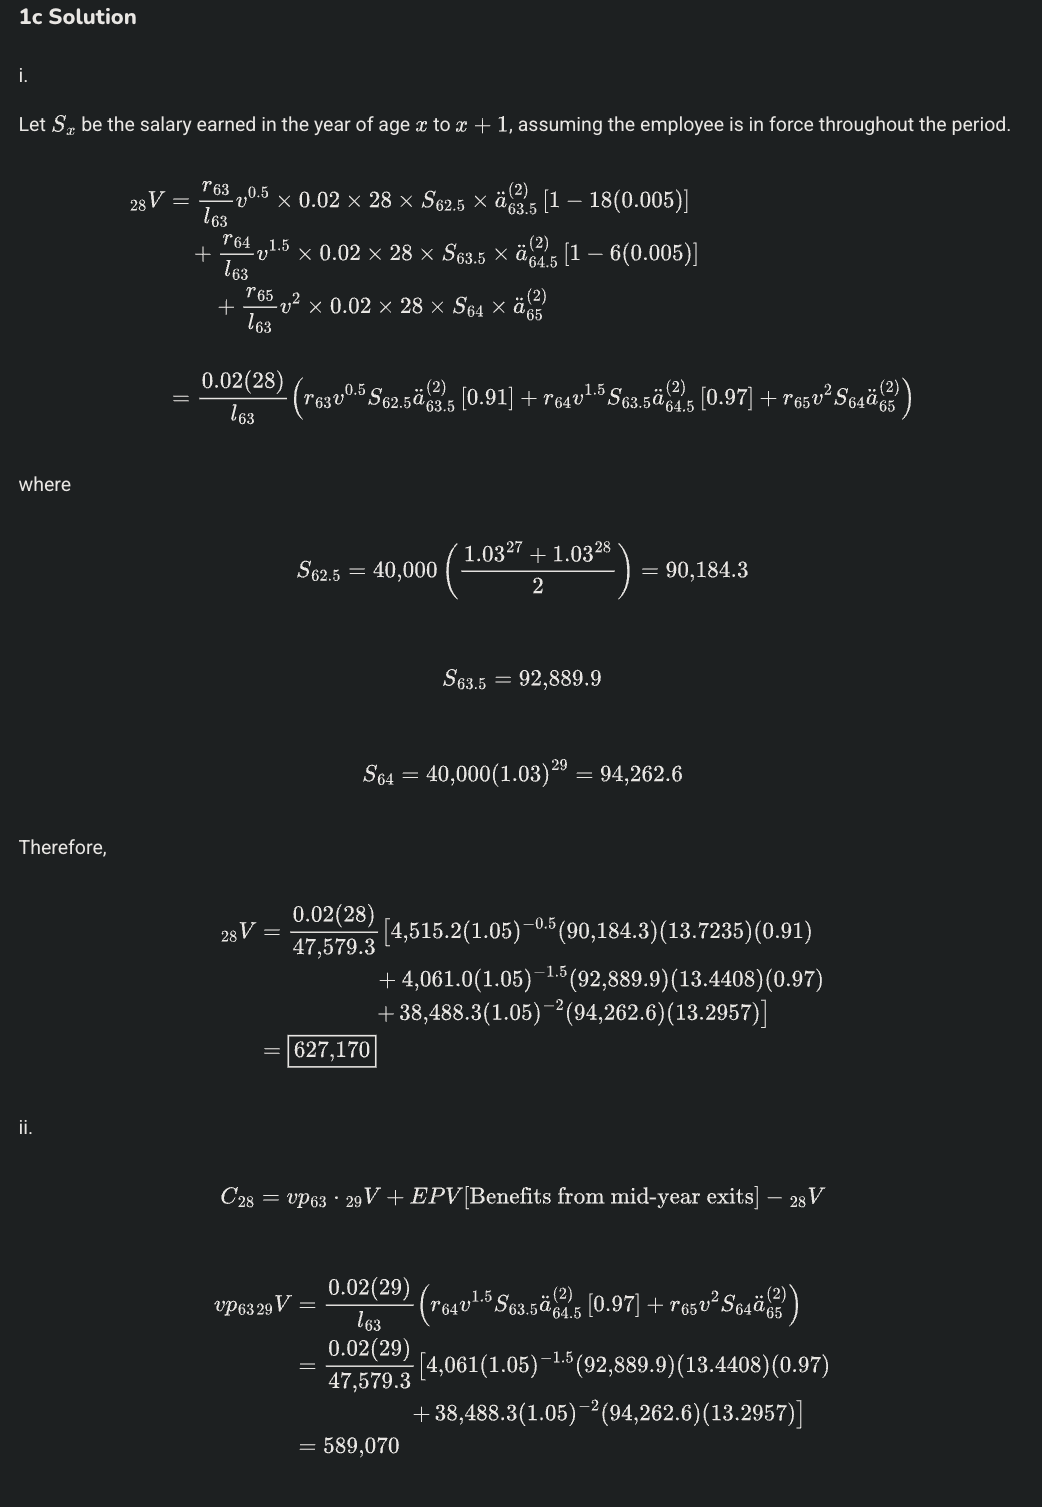 1c Solution
i.
Let $S_x$ be the salary earned in the year of age $x$ to $x + 1$, assuming the employee is in force throughout the period.
${}_{28}V = \frac{r_{63}}{l_{63}} v^{0.5} \times 0.02 \times 28 \times S_{62.5} \times \ddot{a}_{63.5}^{(2)} [1 - 18(0.005)]$
$+ \frac{r_{64}}{l_{63}} v^{1.5} \times 0.02 \times 28 \times S_{63.5} \times \ddot{a}_{64.5}^{(2)} [1 - 6(0.005)]$
$+ \frac{r_{65}}{l_{63}} v^{2} \times 0.02 \times 28 \times S_{64} \times \ddot{a}_{65}^{(2)}$
$= \frac{0.02(28)}{l_{63}} \left( r_{63} v^{0.5} S_{62.5} \ddot{a}_{63.5}^{(2)} [0.91] + r_{64} v^{1.5} S_{63.5} \ddot{a}_{64.5}^{(2)} [0.97] + r_{65} v^{2} S_{64} \ddot{a}_{65}^{(2)} \right)$
where
$S_{62.5} = 40,000 \left( \frac{1.03^{27} + 1.03^{28}}{2} \right) = 90,184.3$
$S_{63.5} = 92,889.9$
$S_{64} = 40,000(1.03)^{29} = 94,262.6$
Therefore,
${}_{28}V = \frac{0.02(28)}{47,579.3} [4,515.2(1.05)^{-0.5}(90,184.3)(13.7235)(0.91)$
$+ 4,061.0(1.05)^{-1.5}(92,889.9)(13.4408)(0.97)$
$+ 38,488.3(1.05)^{-2}(94,262.6)(13.2957)]$
$= \boxed{627,170}$
ii.
$C_{28} = vp_{63} \cdot {}_{29}V + EPV[\text{Benefits from mid-year exits}] - {}_{28}V$
$vp_{63}\,{}_{29}V = \frac{0.02(29)}{l_{63}} \left( r_{64} v^{1.5} S_{63.5} \ddot{a}_{64.5}^{(2)} [0.97] + r_{65} v^{2} S_{64} \ddot{a}_{65}^{(2)} \right)$
$= \frac{0.02(29)}{47,579.3} [4,061(1.05)^{-1.5}(92,889.9)(13.4408)(0.97)$
$+ 38,488.3(1.05)^{-2}(94,262.6)(13.2957)]$
$= 589,070$